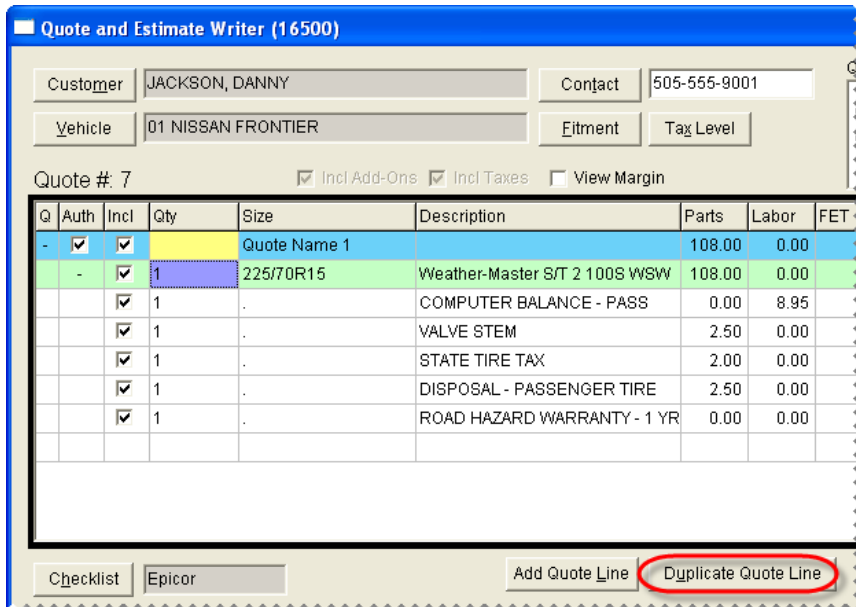 Quote and Estimate Writer (16500)
Customer JACKSON, DANNY Contact 505-555-9001
Vehicle 01 NISSAN FRONTIER Fitment Tax Level
Quote #: 7 Incl Add-Ons Incl Taxes View Margin
Q Auth Incl Qty Size Description Parts Labor FET
- Quote Name 1 108.00 0.00
- 1 225/70R15 Weather-Master S/T 2 100S WSW 108.00 0.00
1 . COMPUTER BALANCE - PASS 0.00 8.95
1 . VALVE STEM 2.50 0.00
1 . STATE TIRE TAX 2.00 0.00
1 . DISPOSAL - PASSENGER TIRE 2.50 0.00
1 . ROAD HAZARD WARRANTY - 1 YR 0.00 0.00
Checklist Epicor Add Quote Line Duplicate Quote Line